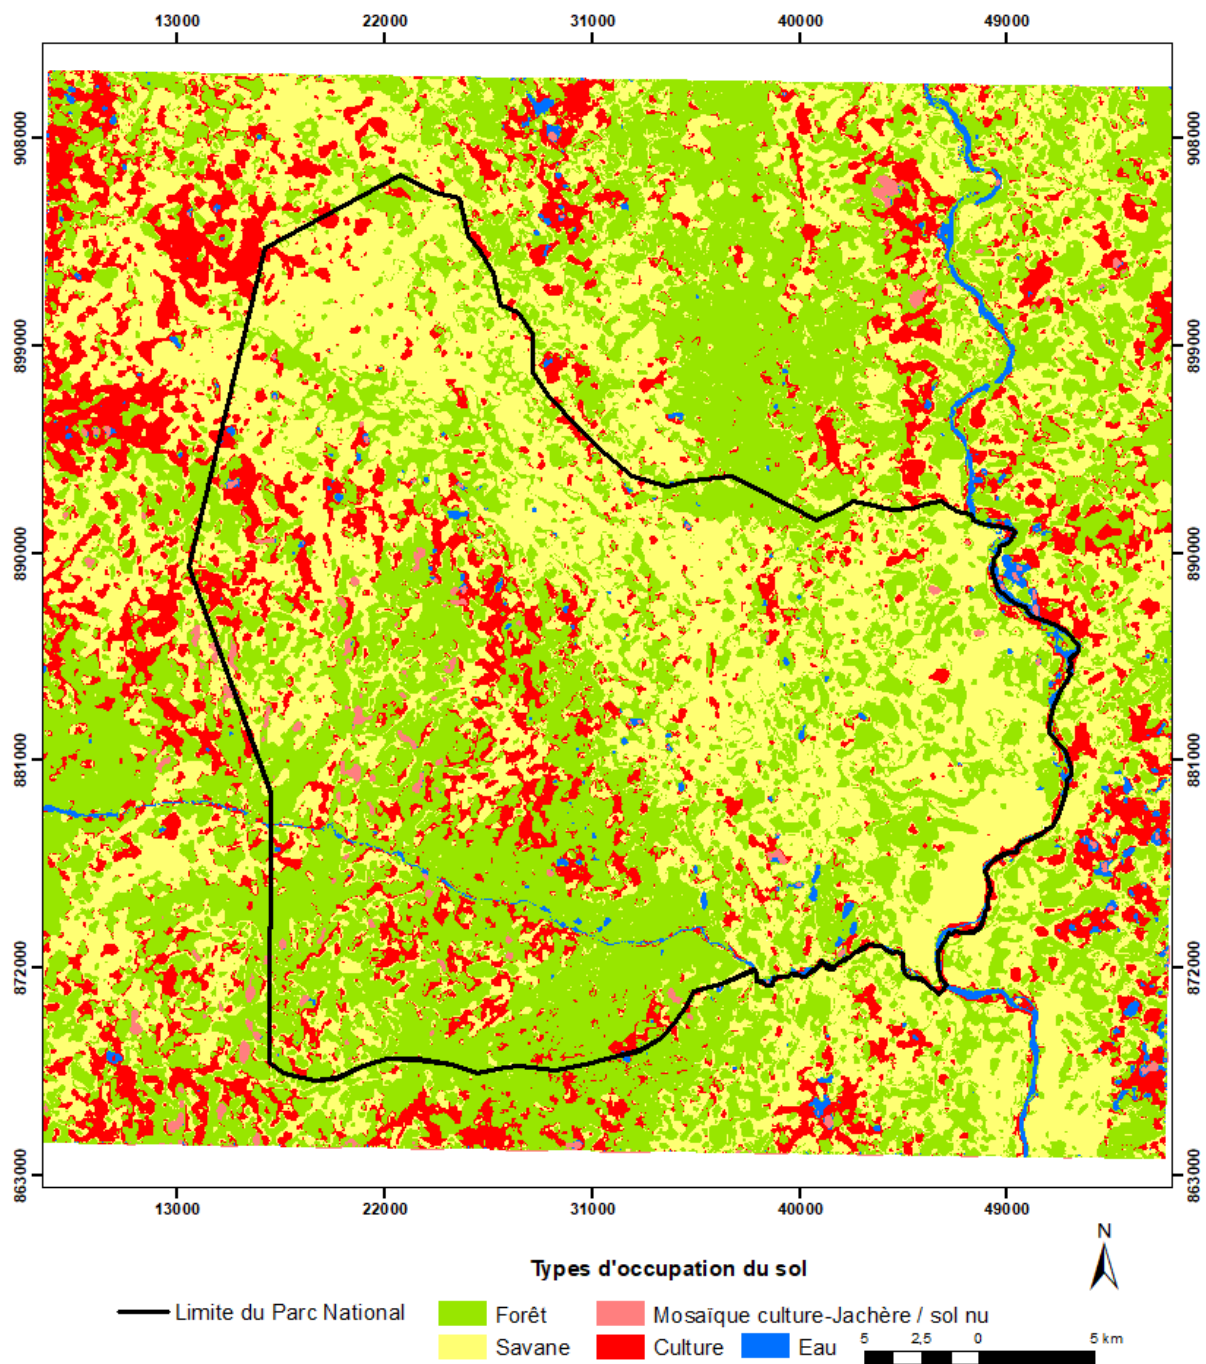 13000 22000 31000 40000 49000
908000 908000
899000 899000
890000 890000
881000 881000
872000 872000
863000 863000
13000 22000 31000 40000 49000
N
Types d'occupation du sol
Limite du Parc National
Forêt
Mosaïque culture-Jachère / sol nu
Savane
Culture
Eau
5 2,5 0 5 km